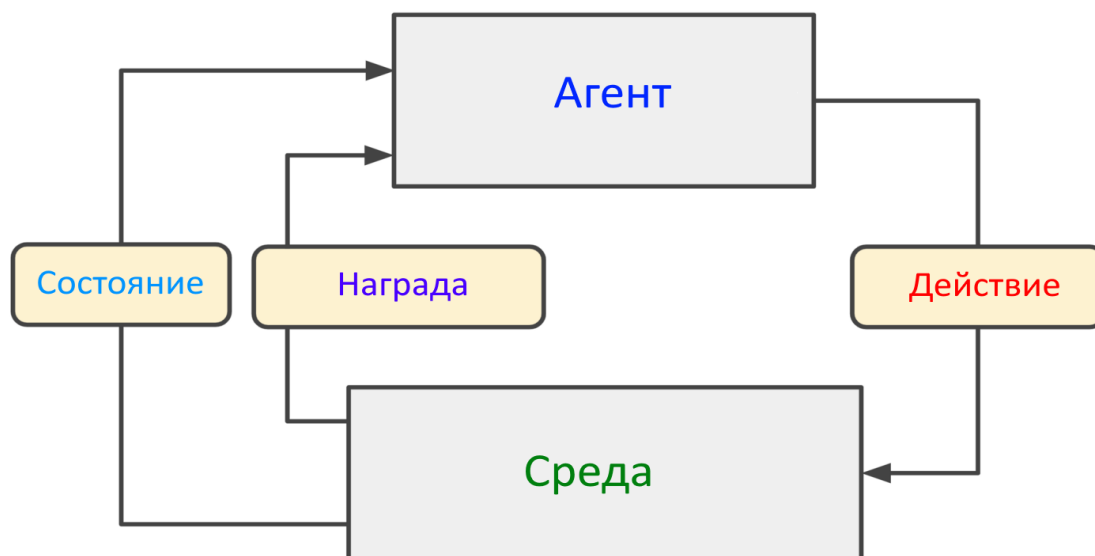 Агент
Состояние
Награда
Действие
Среда